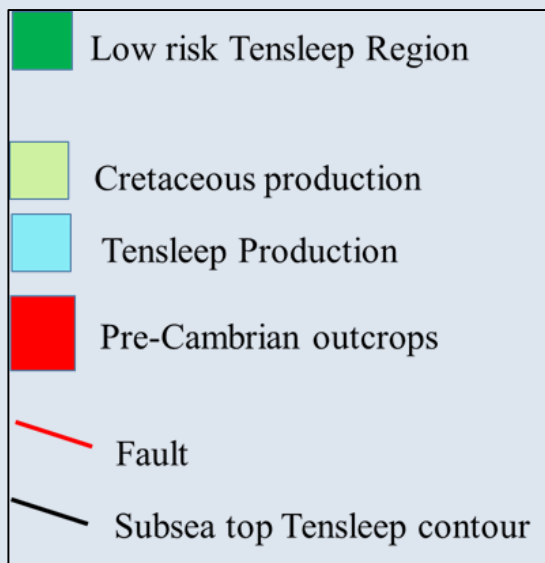 Low risk Tensleep Region
Cretaceous production
Tensleep Production
Pre-Cambrian outcrops
Fault
Subsea top Tensleep contour